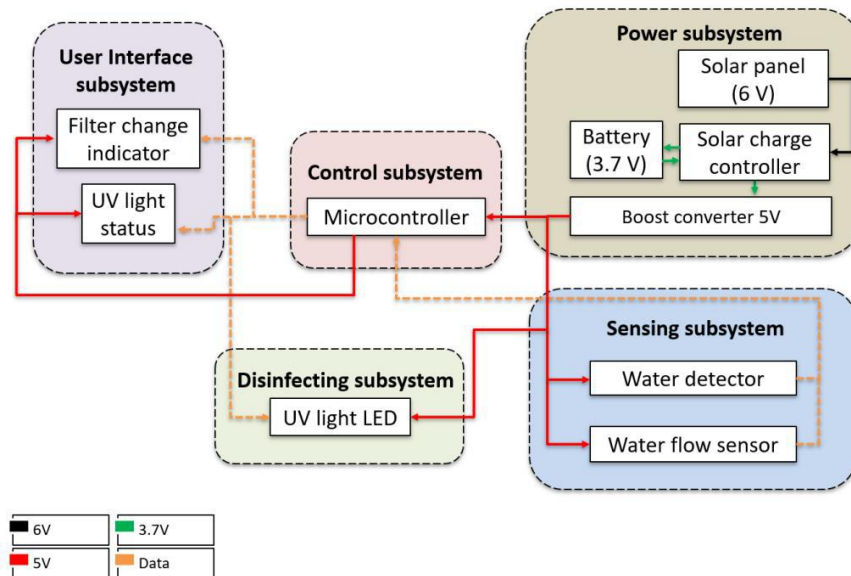 Power subsystem
Solar panel
(6 V)
Battery
(3.7 V)
Solar charge
controller
Boost converter 5V
User Interface
subsystem
Filter change
indicator
UV light
status
Control subsystem
Microcontroller
Sensing subsystem
Water detector
Water flow sensor
Disinfecting subsystem
UV light LED
6V
3.7V
5V
Data